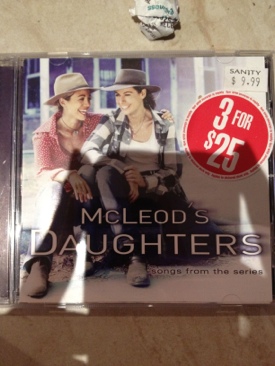 SANITY
$ 9.99
3 FOR
$25
McLEOD'S
DAUGHTERS
songs from the series